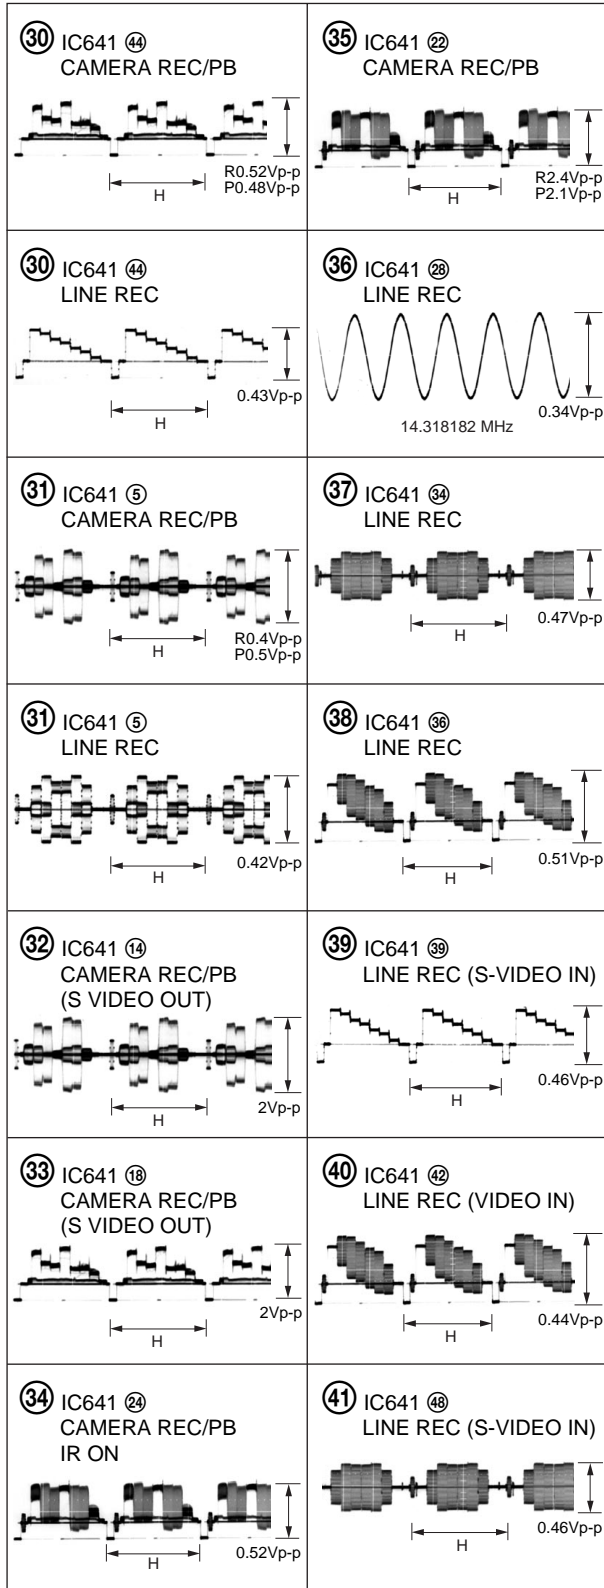 30 IC641 44
CAMERA REC/PB
R0.52Vp-p
P0.48Vp-p
H
30 IC641 44
LINE REC
0.43Vp-p
H
31 IC641 5
CAMERA REC/PB
H
R0.4Vp-p
P0.5Vp-p
31 IC641 5
LINE REC
0.42Vp-p
H
32 IC641 14
CAMERA REC/PB
(S VIDEO OUT)
2Vp-p
H
33 IC641 18
CAMERA REC/PB
(S VIDEO OUT)
2Vp-p
H
34 IC641 24
CAMERA REC/PB
IR ON
0.52Vp-p
H
35 IC641 22
CAMERA REC/PB
R2.4Vp-p
P2.1Vp-p
H
36 IC641 28
LINE REC
0.34Vp-p
14.318182 MHz
37 IC641 34
LINE REC
0.47Vp-p
H
38 IC641 36
LINE REC
0.51Vp-p
H
39 IC641 39
LINE REC (S-VIDEO IN)
0.46Vp-p
H
40 IC641 42
LINE REC (VIDEO IN)
0.44Vp-p
H
41 IC641 48
LINE REC (S-VIDEO IN)
0.46Vp-p
H